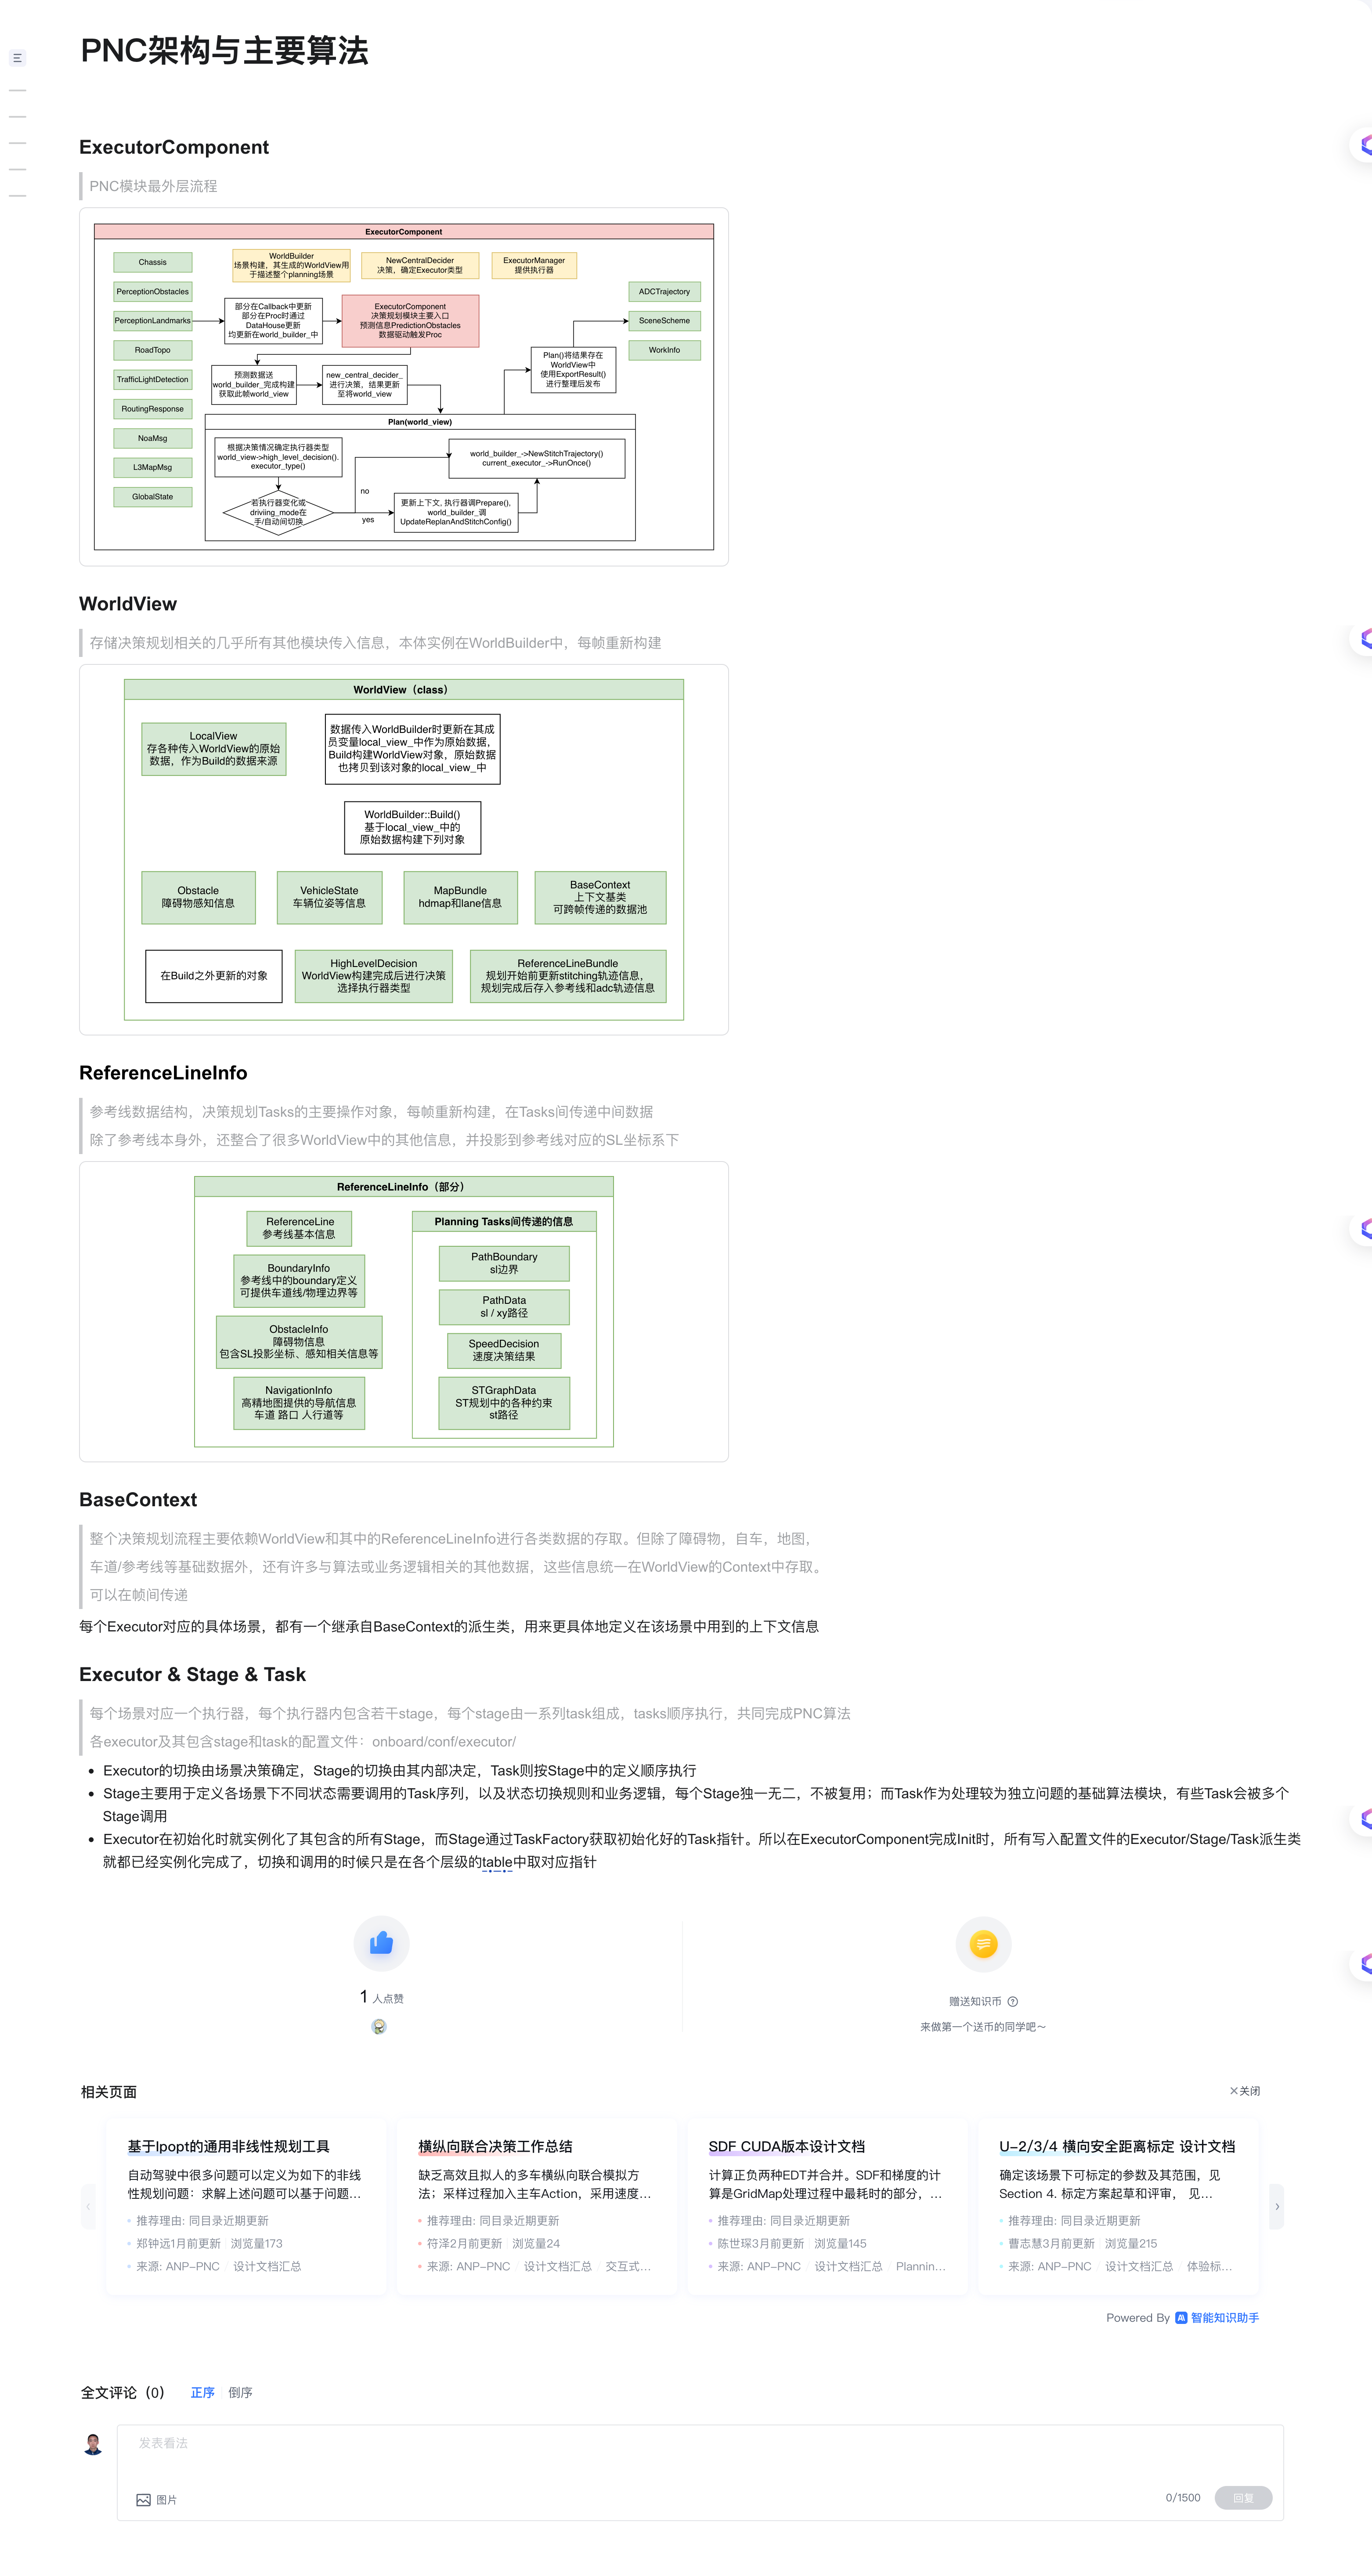 PNC架构与主要算法
ExecutorComponent
PNC模块最外层流程
ExecutorComponent
Chassis
PerceptionObstacles
PerceptionLandmarks
RoadTopo
TrafficLightDetection
RoutingResponse
NoaMsg
L3MapMsg
GlobalState
WorldBuilder
场景构建，其生成的WorldView用
于描述整个planning场景
NewCentralDecider
决策，确定Executor类型
ExecutorManager
提供执行器
部分在Callback中更新
部分在Proc时通过
DataHouse更新
均更新在world_builder_中
ExecutorComponent
决策规划模块主要入口
预测信息PredictionObstacles
数据驱动触发Proc
ADCTrajectory
SceneScheme
WorkInfo
预测数据送
world_builder_完成构建
获取此帧world_view
new_central_decider_
进行决策，结果更新
至将world_view
Plan()将结果存在
WorldView中
使用ExportResult()
进行整理后发布
Plan(world_view)
根据决策情况确定执行器类型
world_view->high_level_decision().
executor_type()
若执行器变化或
driviing_mode在
手/自动间切换
no
yes
更新上下文, 执行器调Prepare(),
world_builder_调
UpdateReplanAndStitchConfig()
world_builder_->NewStitchTrajectory()
current_executor_->RunOnce()
WorldView
存储决策规划相关的几乎所有其他模块传入信息，本体实例在WorldBuilder中，每帧重新构建
WorldView（class）
LocalView
存各种传入WorldView的原始
数据，作为Build的数据来源
数据传入WorldBuilder时更新在其成
员变量local_view_中作为原始数据，
Build构建WorldView对象，原始数据
也拷贝到该对象的local_view_中
WorldBuilder::Build()
基于local_view_中的
原始数据构建下列对象
Obstacle
障碍物感知信息
VehicleState
车辆位姿等信息
MapBundle
hdmap和lane信息
BaseContext
上下文基类
可跨帧传递的数据池
在Build之外更新的对象
HighLevelDecision
WorldView构建完成后进行决策
选择执行器类型
ReferenceLineBundle
规划开始前更新stitching轨迹信息，
规划完成后存入参考线和adc轨迹信息
ReferenceLineInfo
参考线数据结构，决策规划Tasks的主要操作对象，每帧重新构建，在Tasks间传递中间数据
除了参考线本身外，还整合了很多WorldView中的其他信息，并投影到参考线对应的SL坐标系下
ReferenceLineInfo（部分）
ReferenceLine
参考线基本信息
BoundaryInfo
参考线中的boundary定义
可提供车道线/物理边界等
ObstacleInfo
障碍物信息
包含SL投影坐标、感知相关信息等
NavigationInfo
高精地图提供的导航信息
车道 路口 人行道等
Planning Tasks间传递的信息
PathBoundary
sl边界
PathData
sl / xy路径
SpeedDecision
速度决策结果
STGraphData
ST规划中的各种约束
st路径
BaseContext
整个决策规划流程主要依赖WorldView和其中的ReferenceLineInfo进行各类数据的存取。但除了障碍物，自车，地图，
车道/参考线等基础数据外，还有许多与算法或业务逻辑相关的其他数据，这些信息统一在WorldView的Context中存取。
可以在帧间传递
每个Executor对应的具体场景，都有一个继承自BaseContext的派生类，用来更具体地定义在该场景中用到的上下文信息
Executor & Stage & Task
每个场景对应一个执行器，每个执行器内包含若干stage，每个stage由一系列task组成，tasks顺序执行，共同完成PNC算法
各executor及其包含stage和task的配置文件：onboard/conf/executor/
• Executor的切换由场景决策确定，Stage的切换由其内部决定，Task则按Stage中的定义顺序执行
• Stage主要用于定义各场景下不同状态需要调用的Task序列，以及状态切换规则和业务逻辑，每个Stage独一无二，不被复用；而Task作为处理较为独立问题的基础算法模块，有些Task会被多个
Stage调用
• Executor在初始化时就实例化了其包含的所有Stage，而Stage通过TaskFactory获取初始化好的Task指针。所以在ExecutorComponent完成Init时，所有写入配置文件的Executor/Stage/Task派生类
就都已经实例化完成了，切换和调用的时候只是在各个层级的table中取对应指针
1 人点赞
赠送知识币
来做第一个送币的同学吧～
相关页面
×关闭
基于Ipopt的通用非线性规划工具
自动驾驶中很多问题可以定义为如下的非线
性规划问题：求解上述问题可以基于问题...
推荐理由: 同目录近期更新
郑钟远1月前更新 浏览量173
来源: ANP-PNC / 设计文档汇总
横纵向联合决策工作总结
缺乏高效且拟人的多车横纵向联合模拟方
法；采样过程加入主车Action，采用速度...
推荐理由: 同目录近期更新
符泽2月前更新 浏览量24
来源: ANP-PNC / 设计文档汇总 / 交互式...
SDF CUDA版本设计文档
计算正负两种EDT并合并。SDF和梯度的计
算是GridMap处理过程中最耗时的部分，...
推荐理由: 同目录近期更新
陈世琛3月前更新 浏览量145
来源: ANP-PNC / 设计文档汇总 / Plannin...
U-2/3/4 横向安全距离标定 设计文档
确定该场景下可标定的参数及其范围，见
Section 4. 标定方案起草和评审， 见...
推荐理由: 同目录近期更新
曹志慧3月前更新 浏览量215
来源: ANP-PNC / 设计文档汇总 / 体验标...
Powered By 智能知识助手
全文评论（0） 正序 倒序
发表看法
图片
0/1500 回复